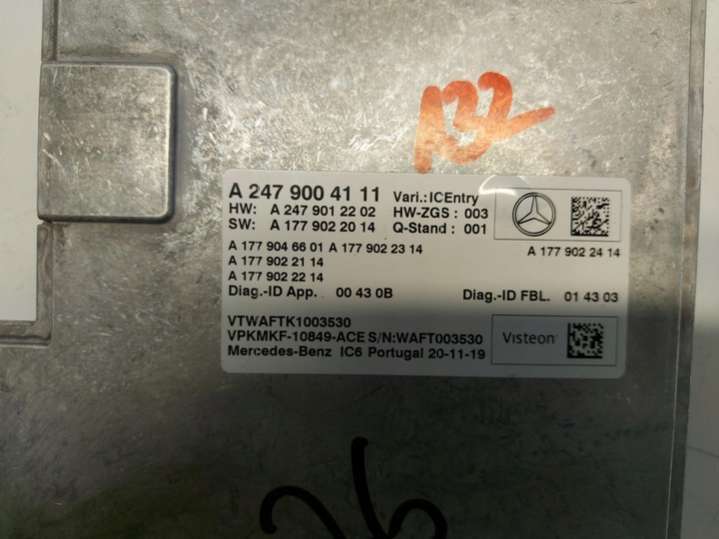 132
A 247 900 41 11 Vari.: ICEntry
HW: A 247 901 22 02 HW-ZGS : 003
SW: A 177 902 20 14 Q-Stand : 001
A 177 904 66 01 A 177 902 23 14 A 177 902 24 14
A 177 902 21 14
A 177 902 22 14
Diag.-ID App. 00 43 0B Diag.-ID FBL. 01 43 03
VTWAFTK1003530
VPKMKF-10849-ACE S/N:WAFT003530
Mercedes-Benz IC6 Portugal 20-11-19
Visteon
26